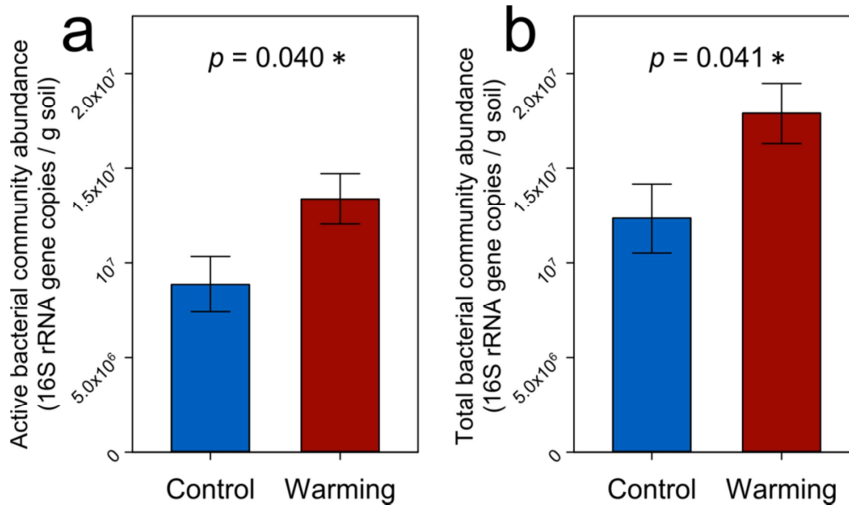 a
p = 0.040 *
Active bacterial community abundance
(16S rRNA gene copies / g soil)
2.0x10⁷
1.5x10⁷
10⁷
5.0x10⁶
0
Control Warming
b
p = 0.041 *
Total bacterial community abundance
(16S rRNA gene copies / g soil)
2.0x10⁷
1.5x10⁷
10⁷
5.0x10⁶
0
Control Warming